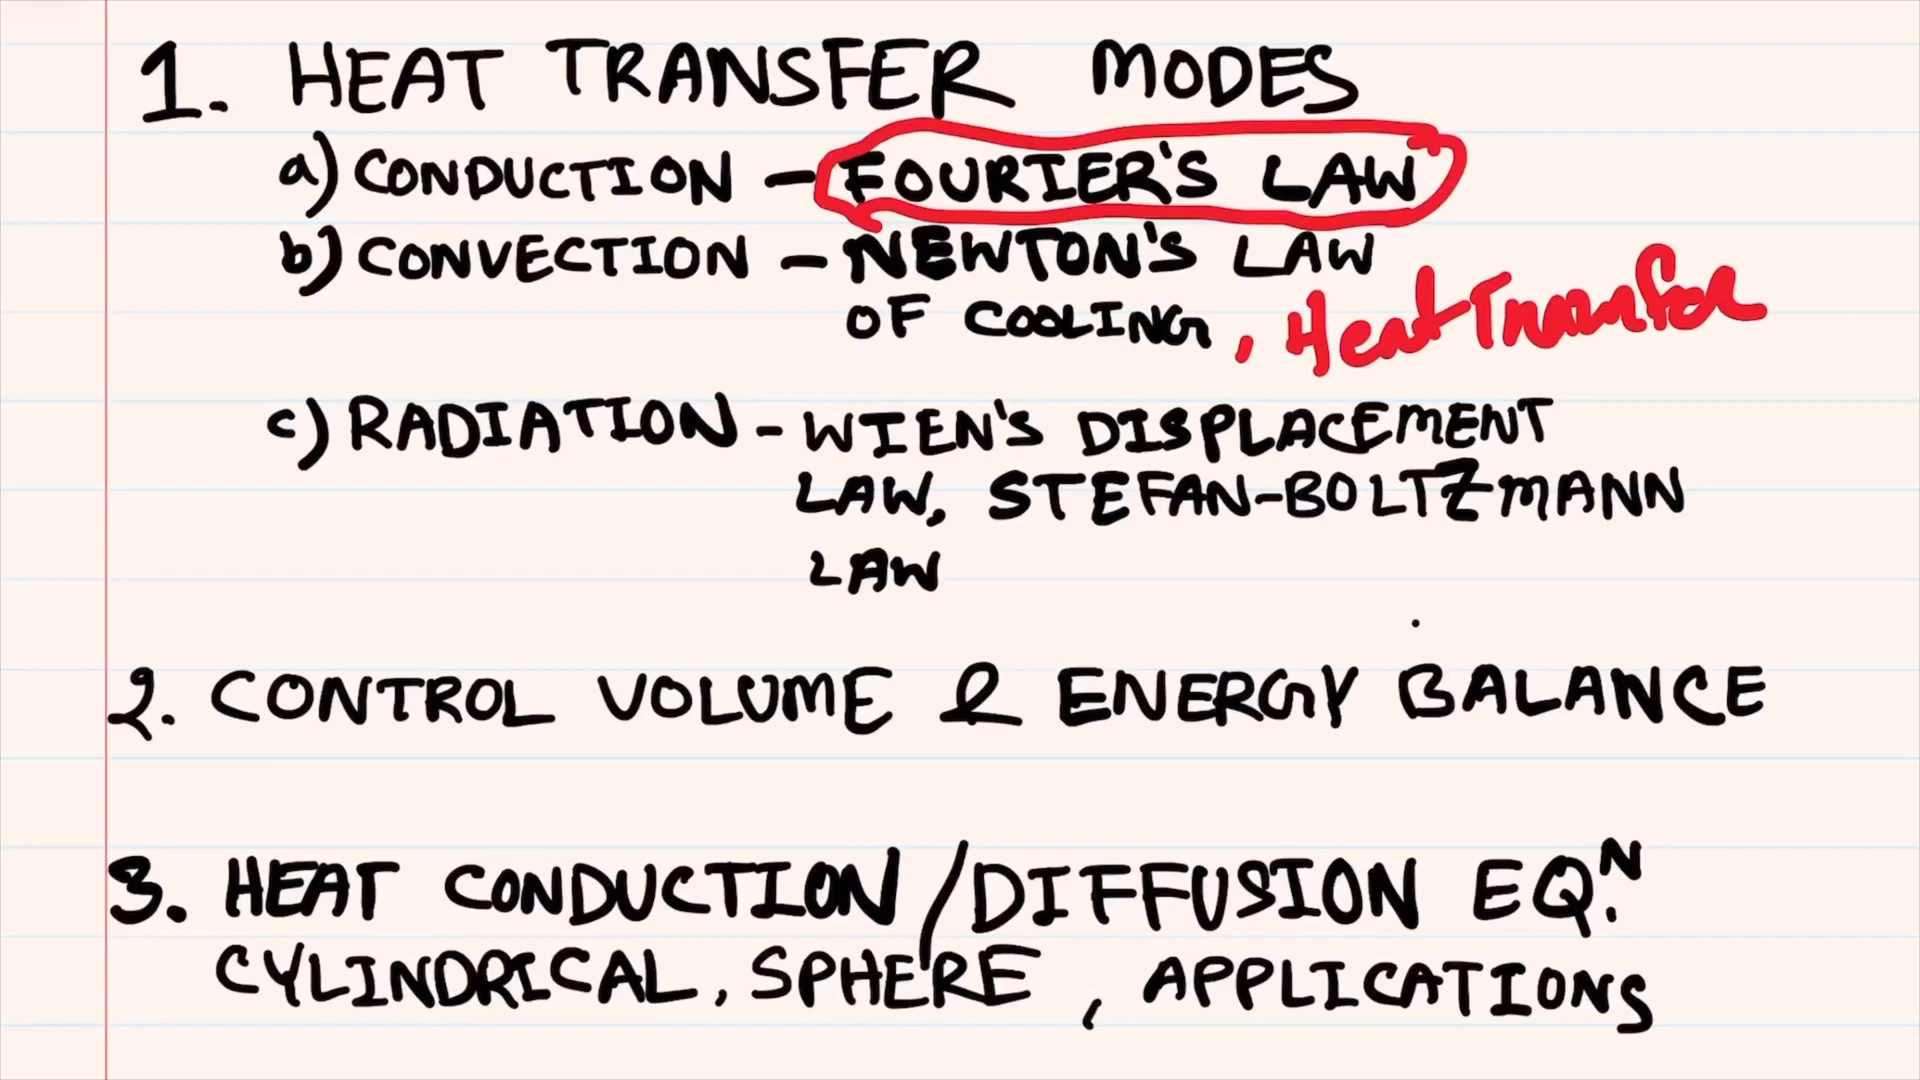 1. HEAT TRANSFER MODES
a) CONDUCTION - FOURIER'S LAW
b) CONVECTION - NEWTON'S LAW
OF COOLING, Heat Transfer
c) RADIATION - WIEN'S DISPLACEMENT
LAW, STEFAN-BOLTZMANN
LAW
2. CONTROL VOLUME & ENERGY BALANCE
3. HEAT CONDUCTION/DIFFUSION EQ.N
CYLINDRICAL, SPHERE, APPLICATIONS